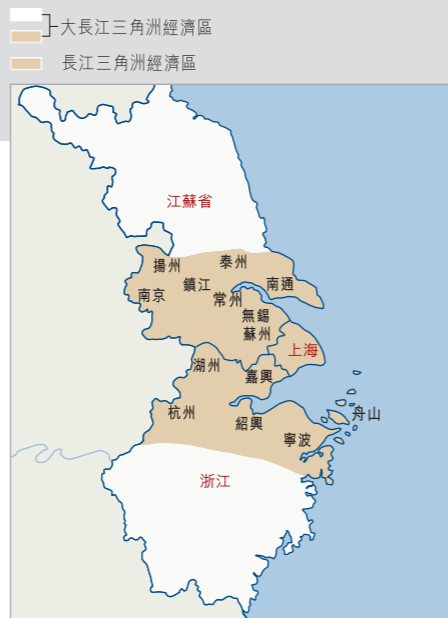 大長江三角洲經濟區
長江三角洲經濟區
江蘇省
揚州
泰州
南京
鎮江
南通
常州
無錫
蘇州
上海
湖州
嘉興
杭州
紹興
舟山
寧波
浙江